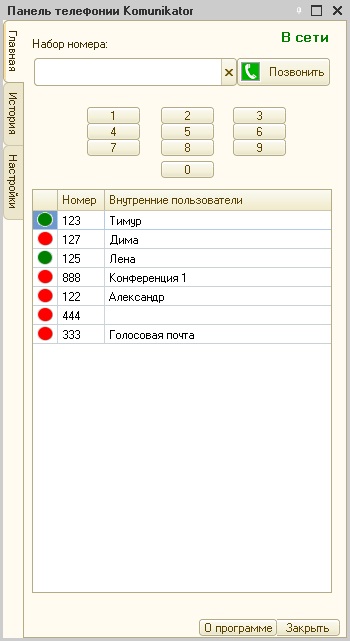 Панель телефонии Komunikator
Главная
История
Настройки
В сети
Набор номера:
Позвонить
1 2 3
4 5 6
7 8 9
0
Номер Внутренние пользователи
123 Тимур
127 Дима
125 Лена
888 Конференция 1
122 Александр
444
333 Голосовая почта
О программе Закрыть